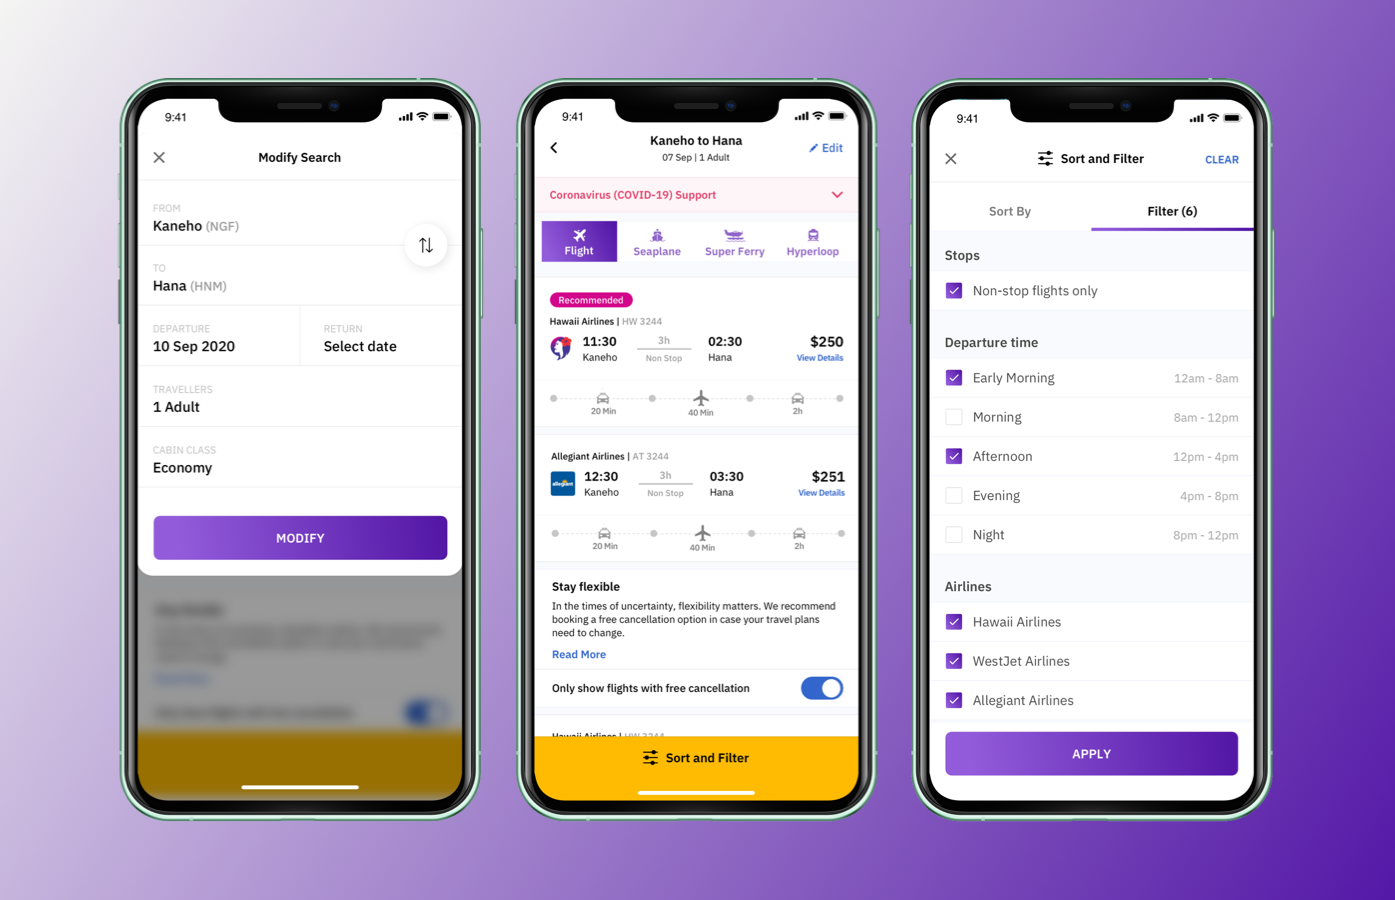 9:41
Modify Search
FROM
Kaneho (NGF)
TO
Hana (HNM)
DEPARTURE
10 Sep 2020
RETURN
Select date
TRAVELLERS
1 Adult
CABIN CLASS
Economy
MODIFY
9:41
Kaneho to Hana
07 Sep | 1 Adult
Edit
Coronavirus (COVID-19) Support
Flight
Seaplane
Super Ferry
Hyperloop
Recommended
Hawaii Airlines | HW 3244
11:30
3h
02:30
$250
Kaneho
Non Stop
Hana
View Details
20 Min
40 Min
2h
Allegiant Airlines | AT 3244
allegiant
12:30
3h
03:30
$251
Kaneho
Non Stop
Hana
View Details
20 Min
40 Min
2h
Stay flexible
In the times of uncertainty, flexibility matters. We recommend
booking a free cancellation option in case your travel plans
need to change.
Read More
Only show flights with free cancellation
Hawaii Airlines | HW 3244
Sort and Filter
9:41
Sort and Filter
CLEAR
Sort By
Filter (6)
Stops
Non-stop flights only
Departure time
Early Morning
12am - 8am
Morning
8am - 12pm
Afternoon
12pm - 4pm
Evening
4pm - 8pm
Night
8pm - 12pm
Airlines
Hawaii Airlines
WestJet Airlines
Allegiant Airlines
APPLY